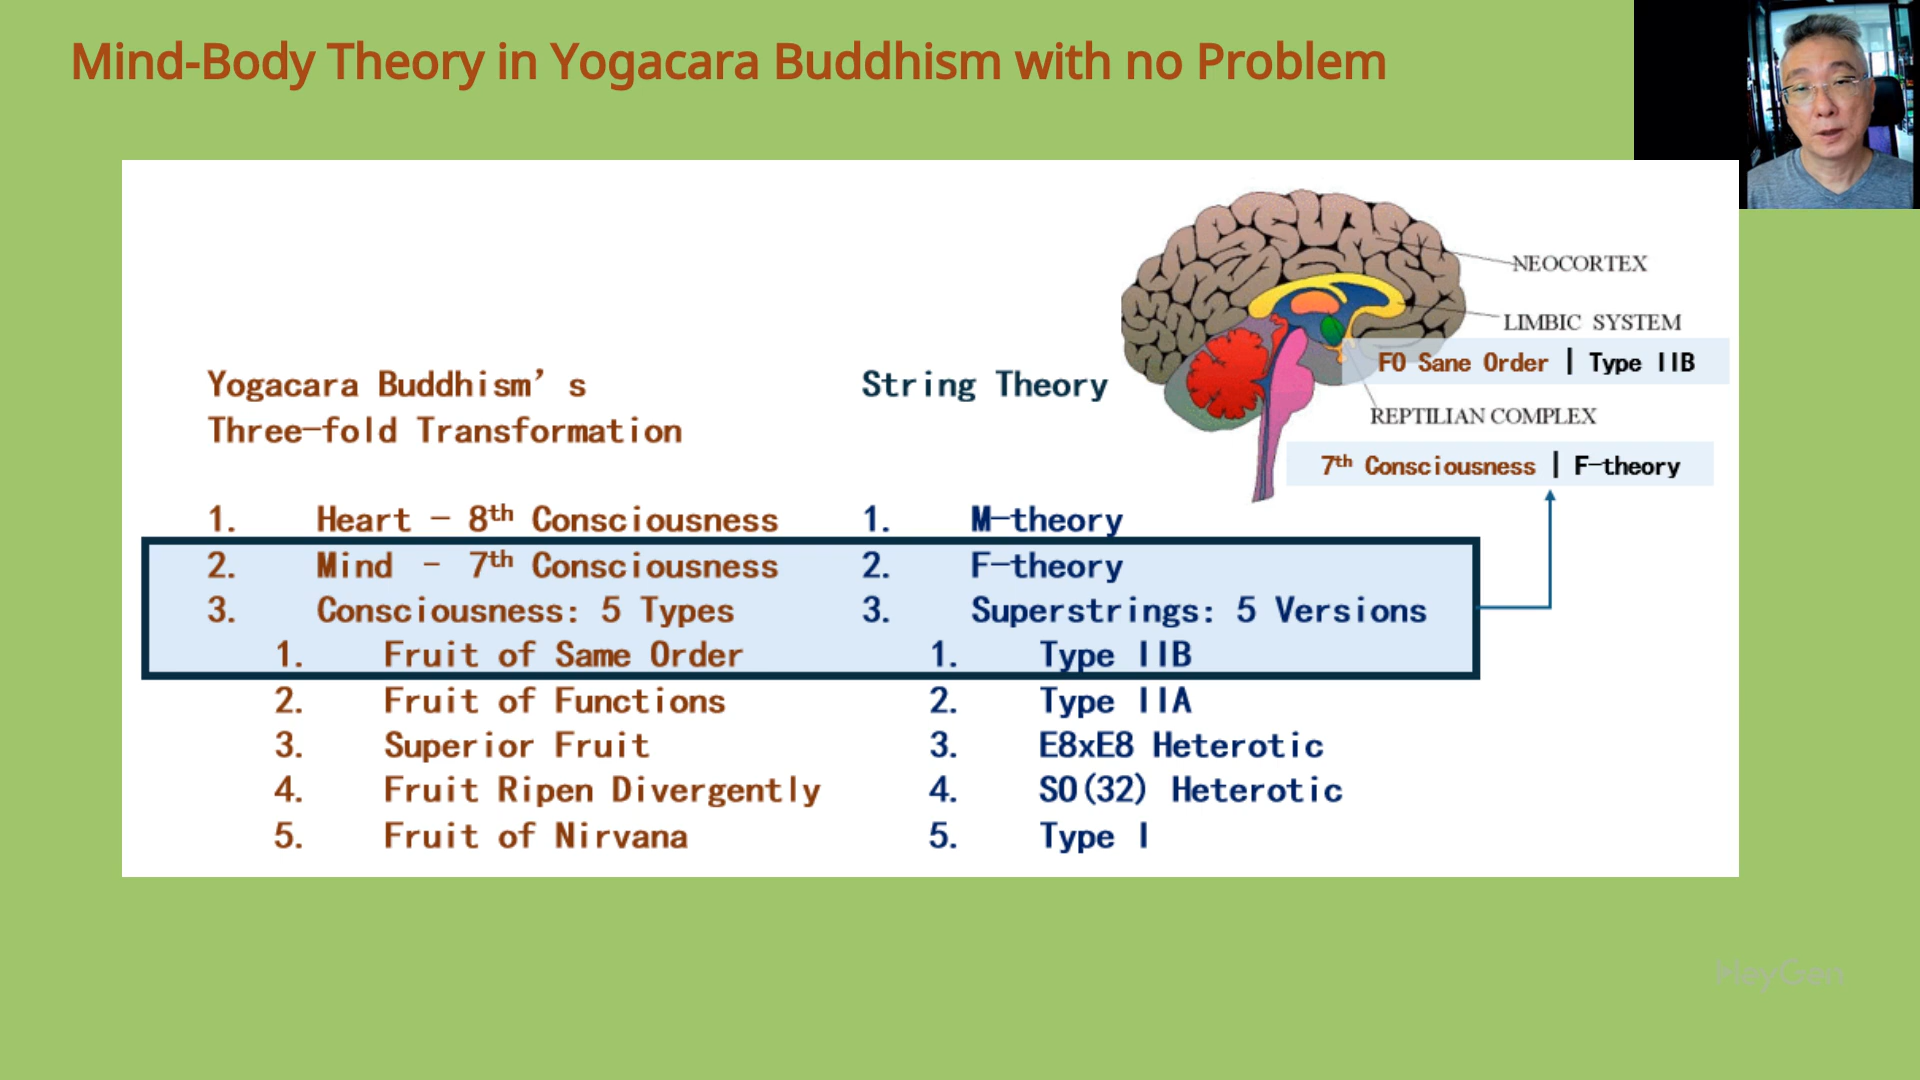 Mind-Body Theory in Yogacara Buddhism with no Problem
NEOCORTEX
LIMBIC SYSTEM
FO Sane Order | Type IIB
REPTILIAN COMPLEX
7th Consciousness | F-theory
Yogacara Buddhism's
Three-fold Transformation
1. Heart - 8th Consciousness
2. Mind - 7th Consciousness
3. Consciousness: 5 Types
1. Fruit of Same Order
2. Fruit of Functions
3. Superior Fruit
4. Fruit Ripen Divergently
5. Fruit of Nirvana
String Theory
1. M-theory
2. F-theory
3. Superstrings: 5 Versions
1. Type IIB
2. Type IIA
3. E8xE8 Heterotic
4. SO(32) Heterotic
5. Type I
HeyGen